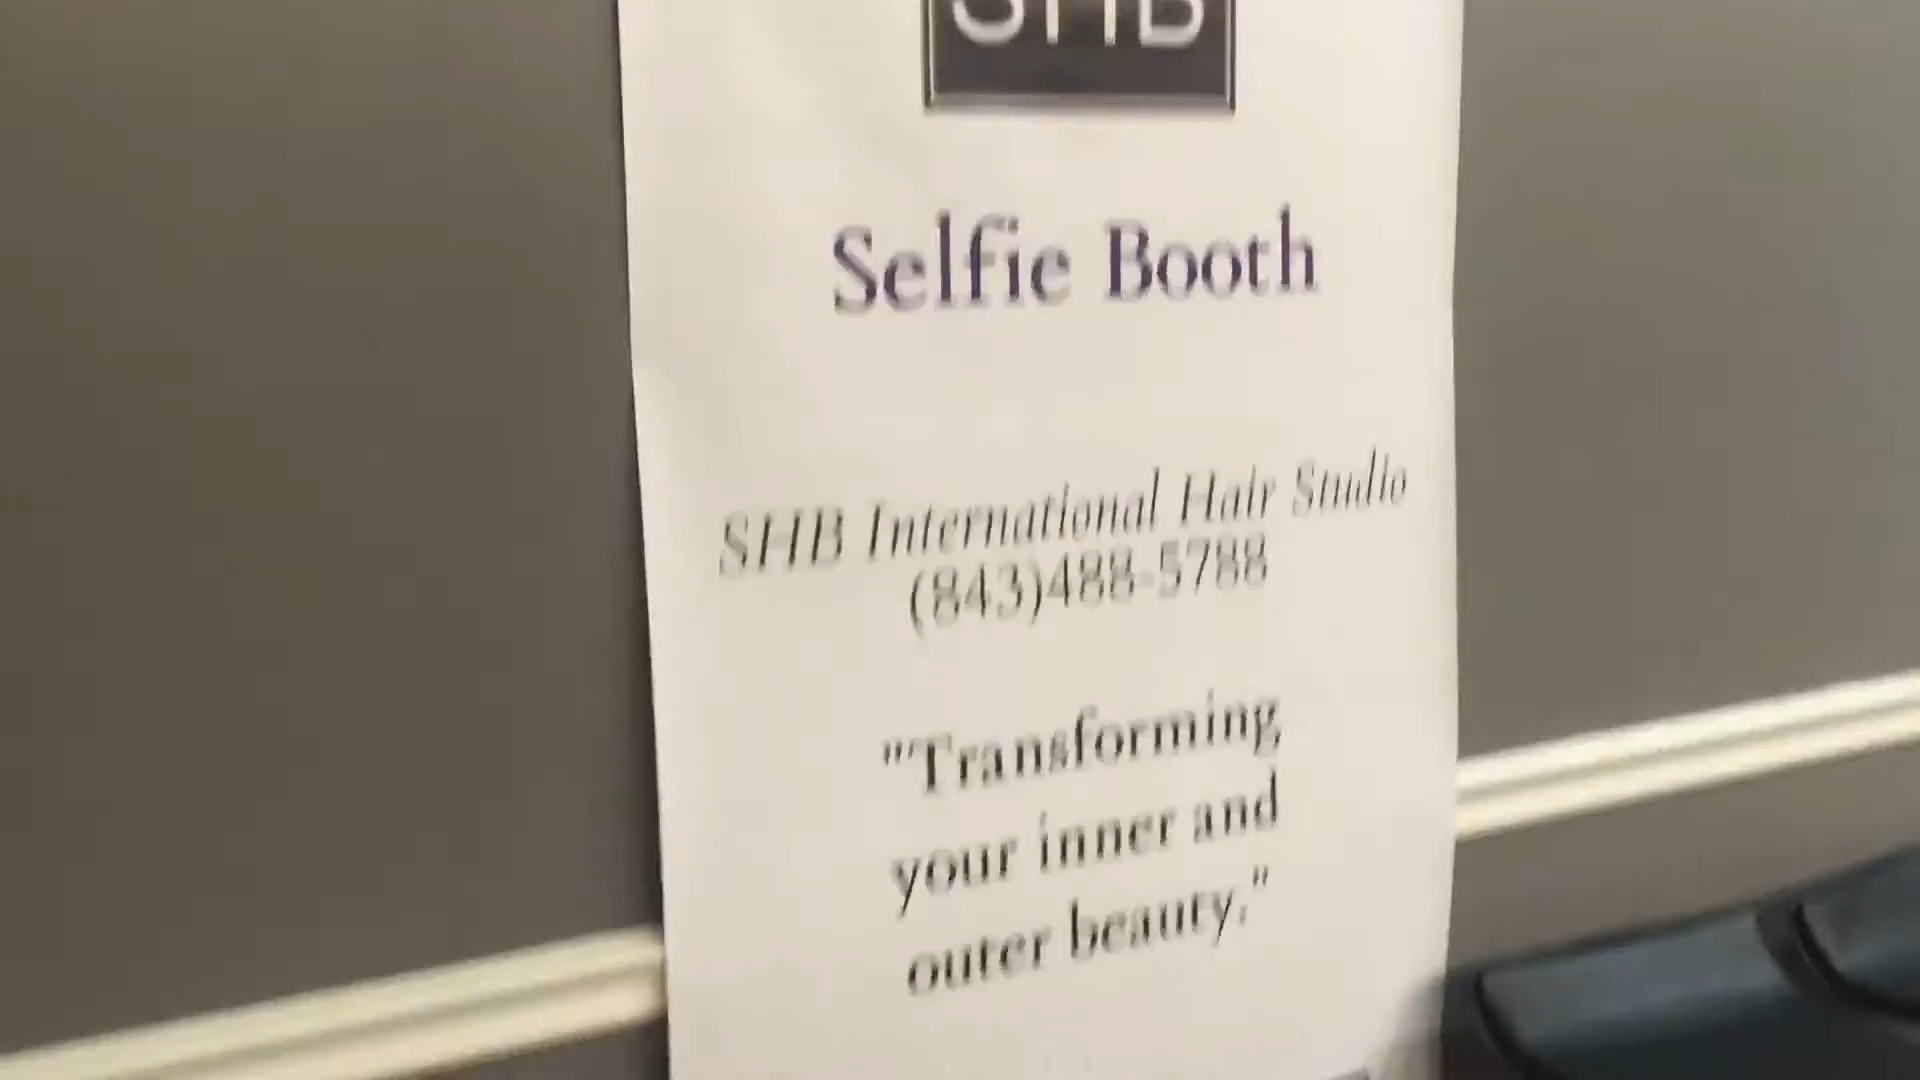 SHB
Selfie Booth
SHB International Hair Studio
(843)488-5788
"Transforming
your inner and
outer beauty."